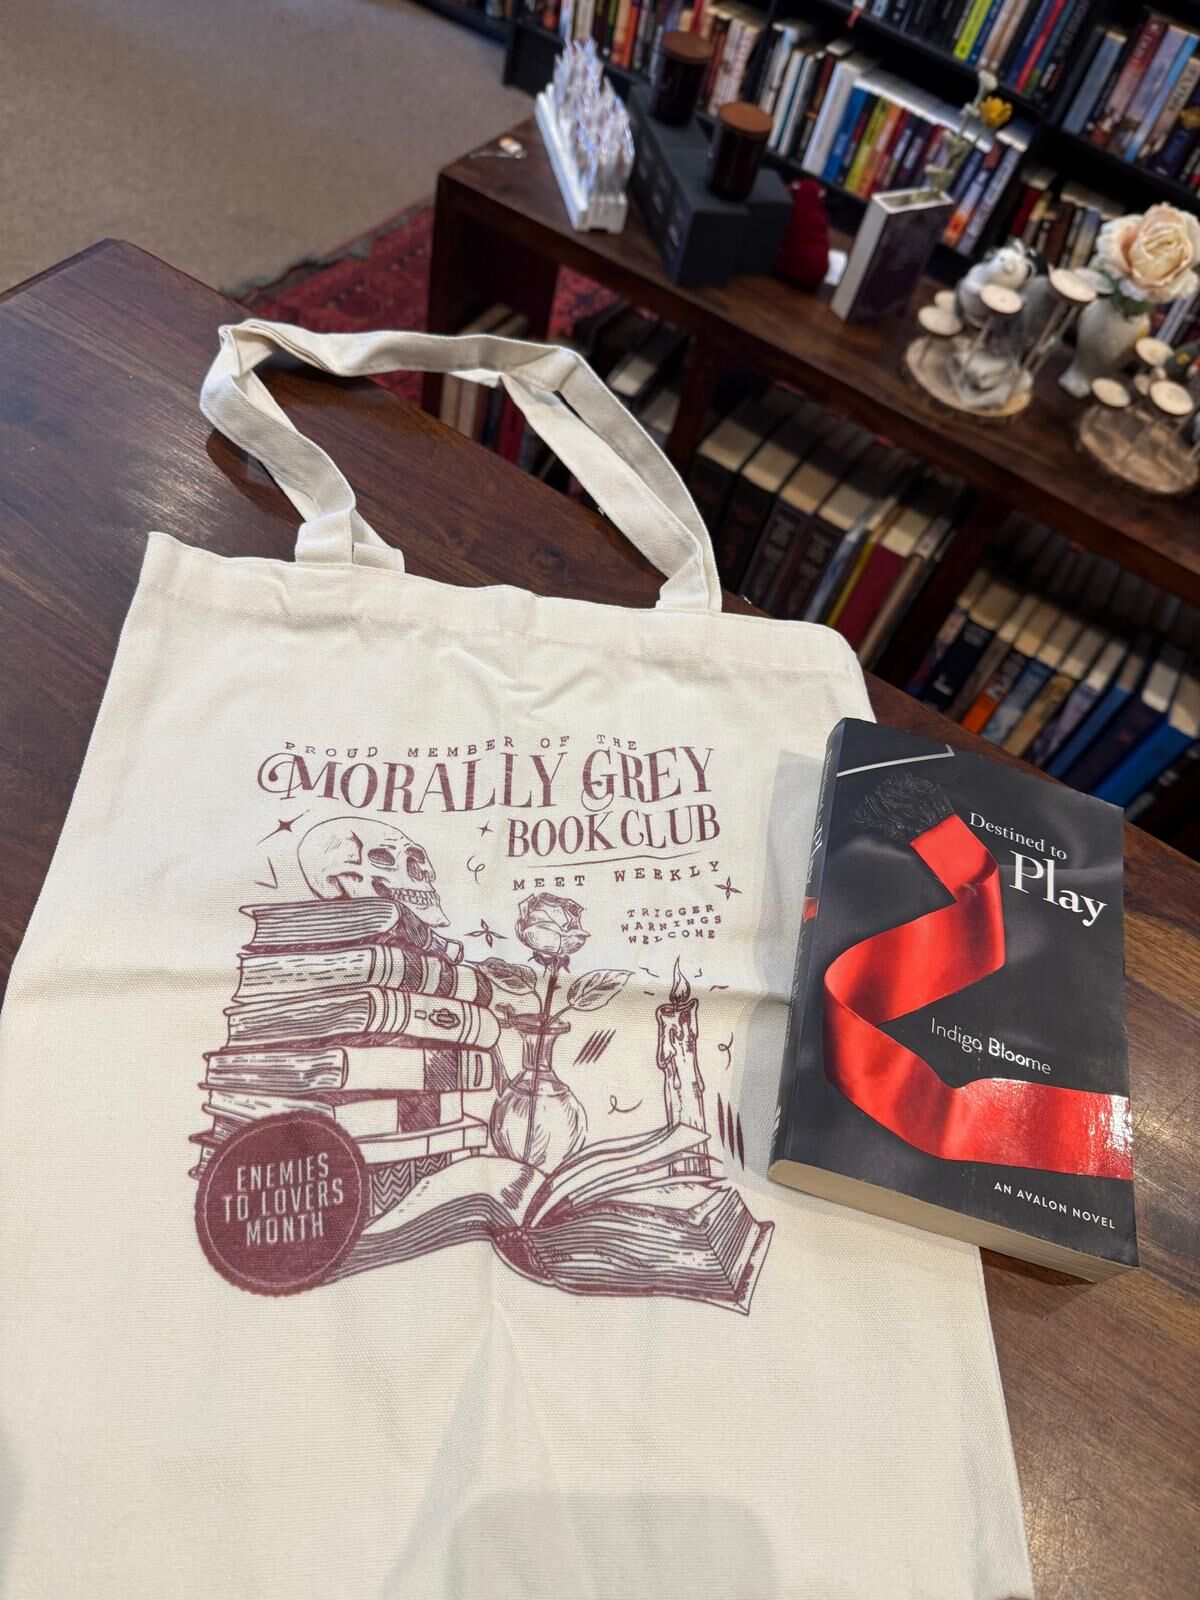 PROUD MEMBER OF THE
MORALLY GREY
BOOK CLUB
MEET WEEKLY
TRIGGER
WARNINGS
WELCOME
ENEMIES
TO LOVERS
MONTH
Destined to
Play
Indigo Bloome
AN AVALON NOVEL